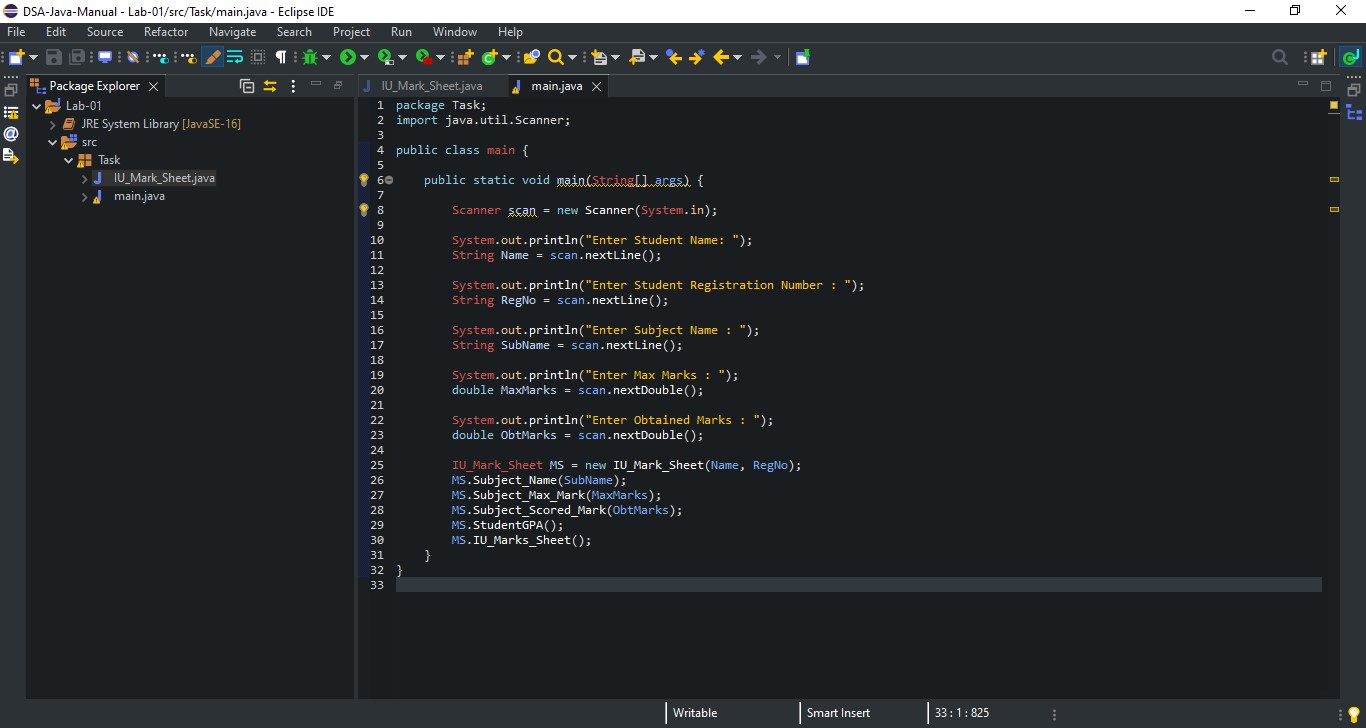 DSA-Java-Manual - Lab-01/src/Task/main.java - Eclipse IDE
File Edit Source Refactor Navigate Search Project Run Window Help
Package Explorer
Lab-01
JRE System Library [JavaSE-16]
src
Task
IU_Mark_Sheet.java
main.java
IU_Mark_Sheet.java main.java
1 package Task;
2 import java.util.Scanner;
3
4 public class main {
5
6 public static void main(String[] args) {
7
8 Scanner scan = new Scanner(System.in);
9
10 System.out.println("Enter Student Name: ");
11 String Name = scan.nextLine();
12
13 System.out.println("Enter Student Registration Number : ");
14 String RegNo = scan.nextLine();
15
16 System.out.println("Enter Subject Name : ");
17 String SubName = scan.nextLine();
18
19 System.out.println("Enter Max Marks : ");
20 double MaxMarks = scan.nextDouble();
21
22 System.out.println("Enter Obtained Marks : ");
23 double ObtMarks = scan.nextDouble();
24
25 IU_Mark_Sheet MS = new IU_Mark_Sheet(Name, RegNo);
26 MS.Subject_Name(SubName);
27 MS.Subject_Max_Mark(MaxMarks);
28 MS.Subject_Scored_Mark(ObtMarks);
29 MS.StudentGPA();
30 MS.IU_Marks_Sheet();
31 }
32 }
33
Writable Smart Insert 33 : 1 : 825